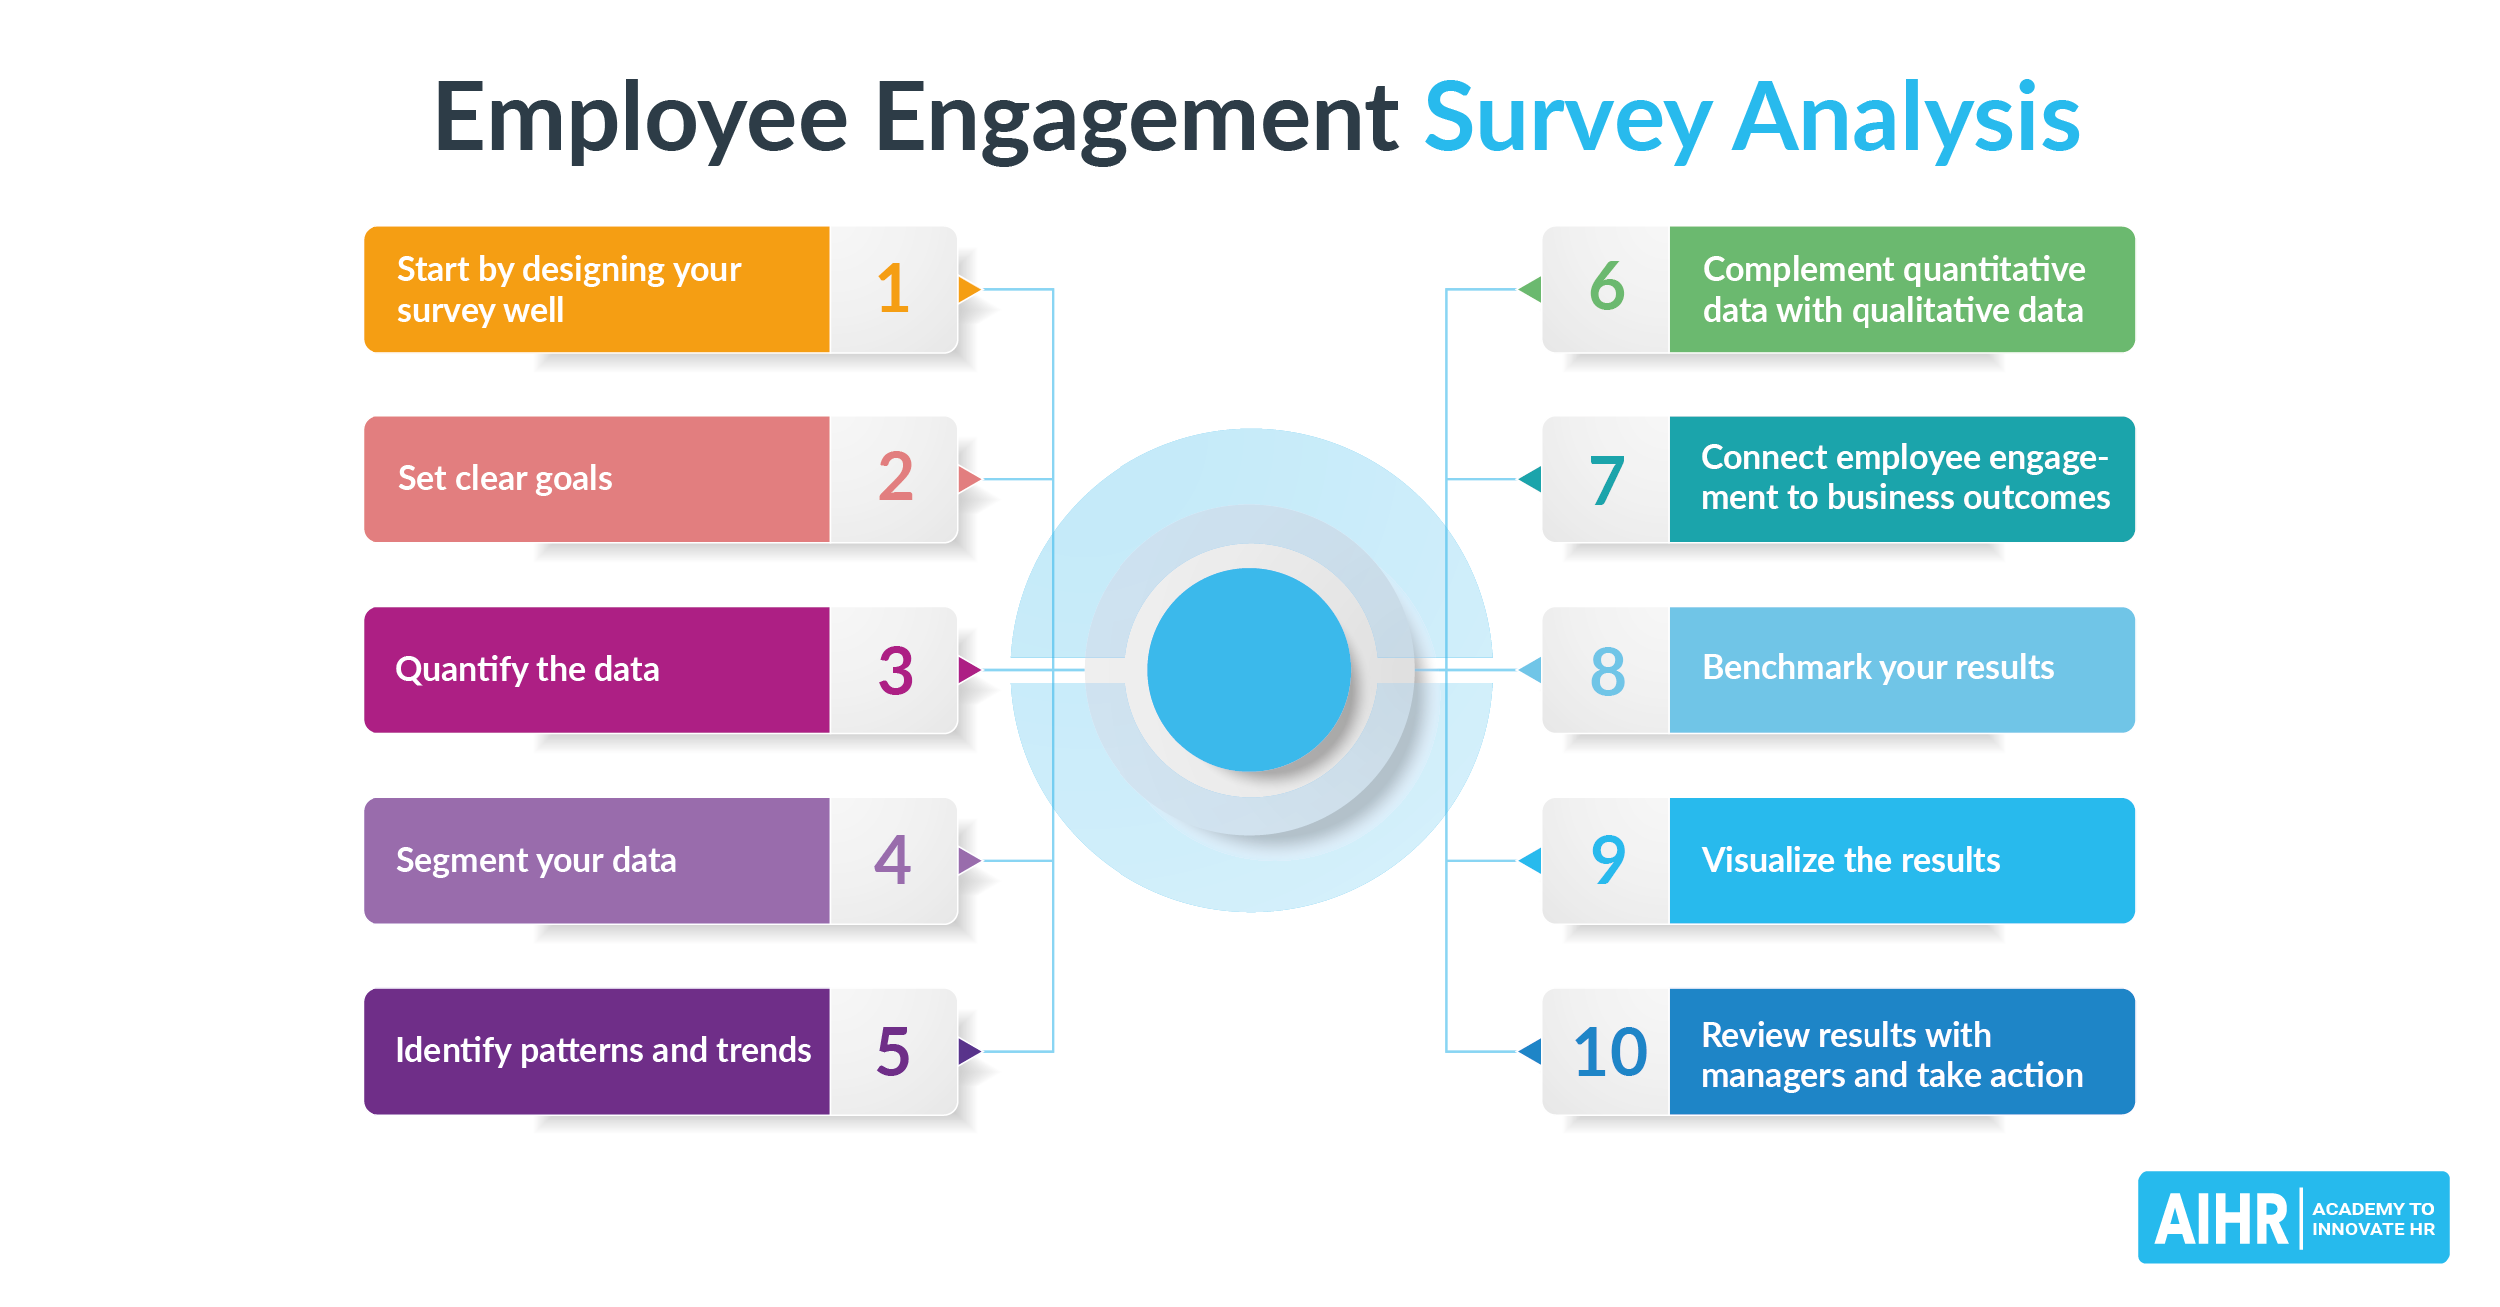 Employee Engagement Survey Analysis
Start by designing your
survey well
1
Set clear goals
2
Quantify the data
3
Segment your data
4
Identify patterns and trends
5
6
Complement quantitative
data with qualitative data
7
Connect employee engage-
ment to business outcomes
8
Benchmark your results
9
Visualize the results
10
Review results with
managers and take action
AIHR
ACADEMY TO
INNOVATE HR